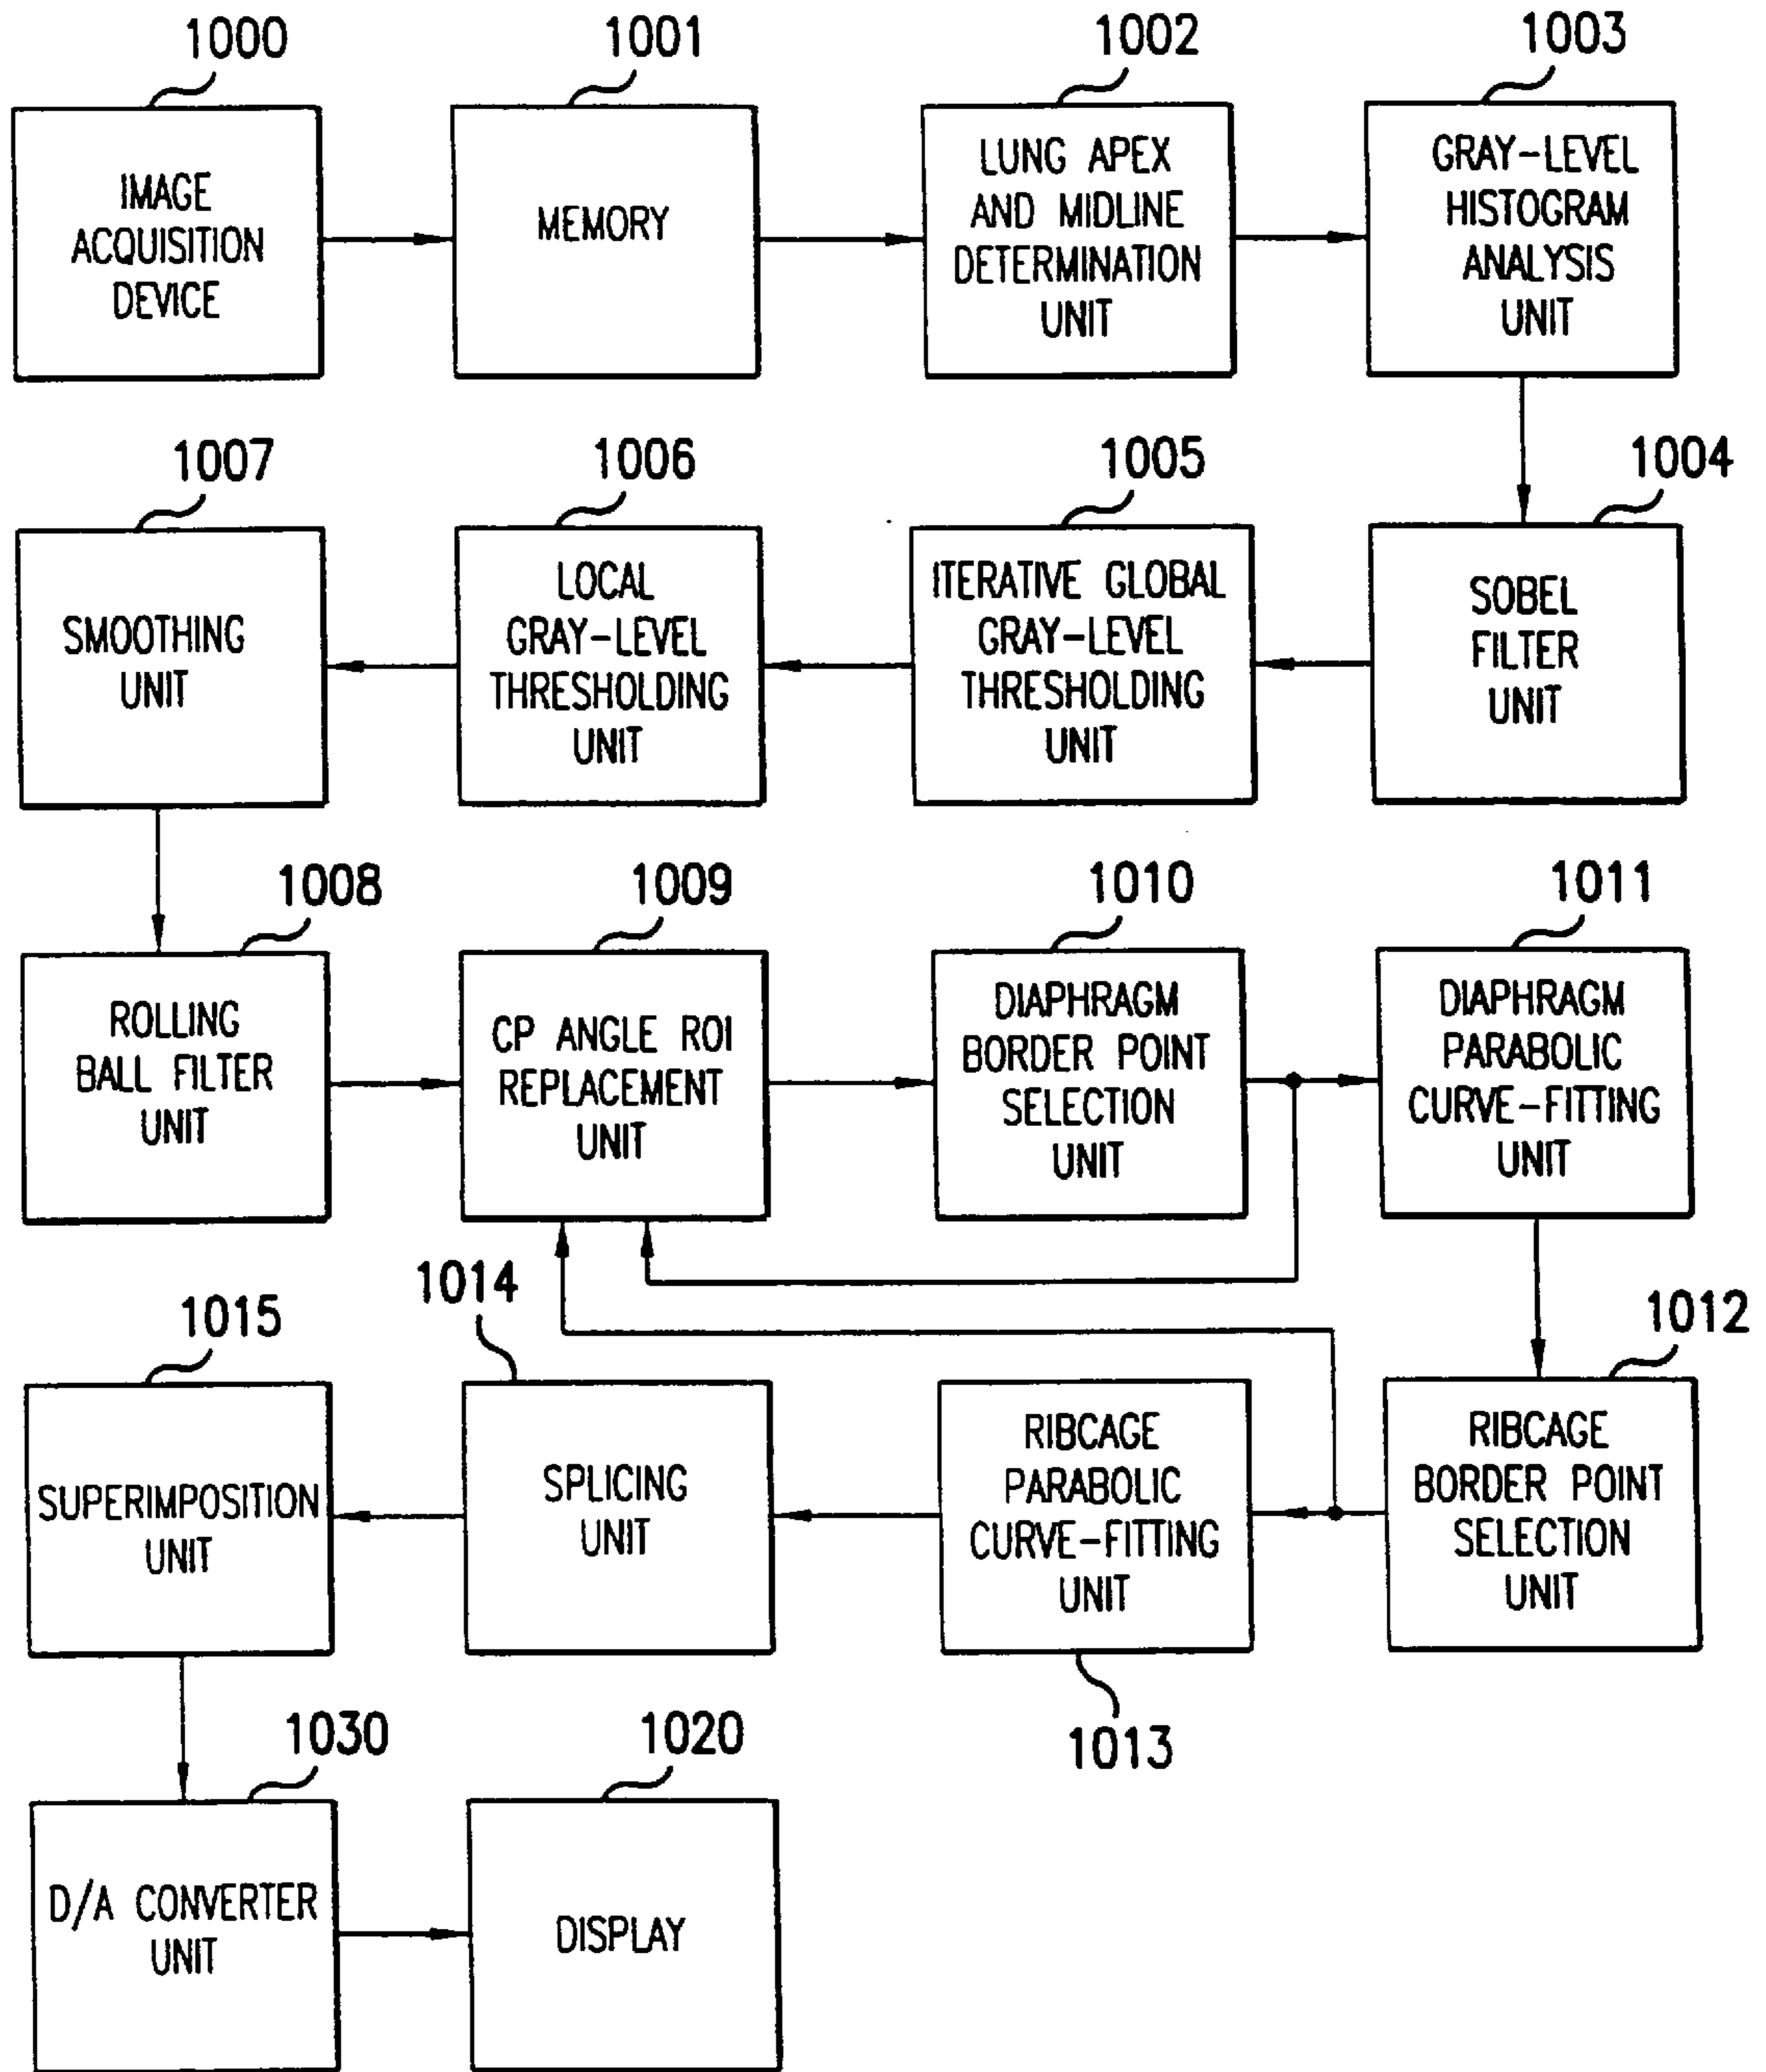 1000
1001
1002
1003
IMAGE
ACQUISITION
DEVICE
MEMORY
LUNG APEX
AND MIDLINE
DETERMINATION
UNIT
GRAY-LEVEL
HISTOGRAM
ANALYSIS
UNIT
1007
1006
1005
1004
SMOOTHING
UNIT
LOCAL
GRAY-LEVEL
THRESHOLDING
UNIT
ITERATIVE GLOBAL
GRAY-LEVEL
THRESHOLDING
UNIT
SOBEL
FILTER
UNIT
1008
1009
1010
1011
ROLLING
BALL FILTER
UNIT
CP ANGLE ROI
REPLACEMENT
UNIT
DIAPHRAGM
BORDER POINT
SELECTION
UNIT
DIAPHRAGM
PARABOLIC
CURVE-FITTING
UNIT
1015
1014
1012
SUPERIMPOSITION
UNIT
SPLICING
UNIT
RIBCAGE
PARABOLIC
CURVE-FITTING
UNIT
RIBCAGE
BORDER POINT
SELECTION
UNIT
1013
1030
1020
D/A CONVERTER
UNIT
DISPLAY